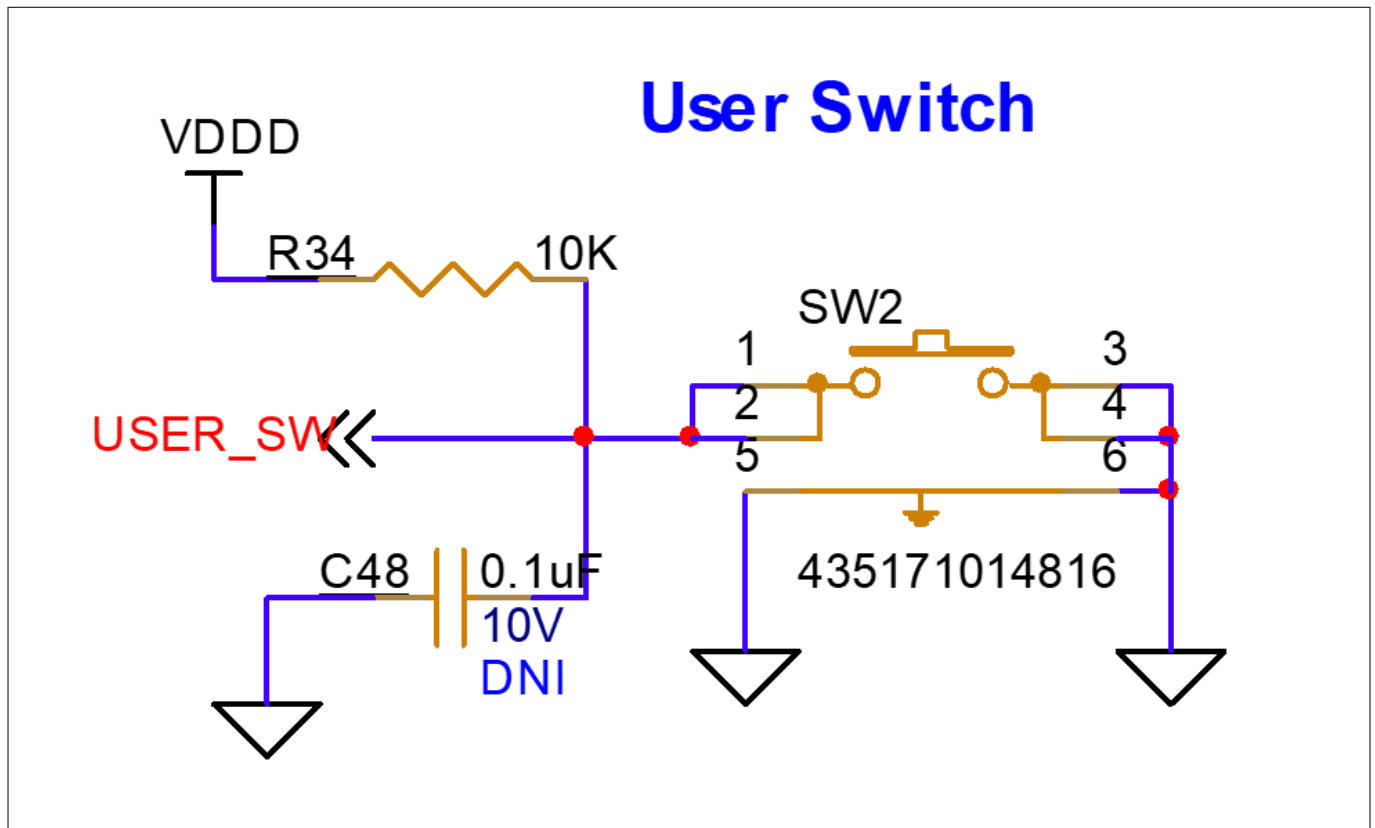 User Switch
VDDD
R34
10K
SW2
1
3
2
4
USER_SW
5
6
C48
0.1uF
435171014816
10V
DNI